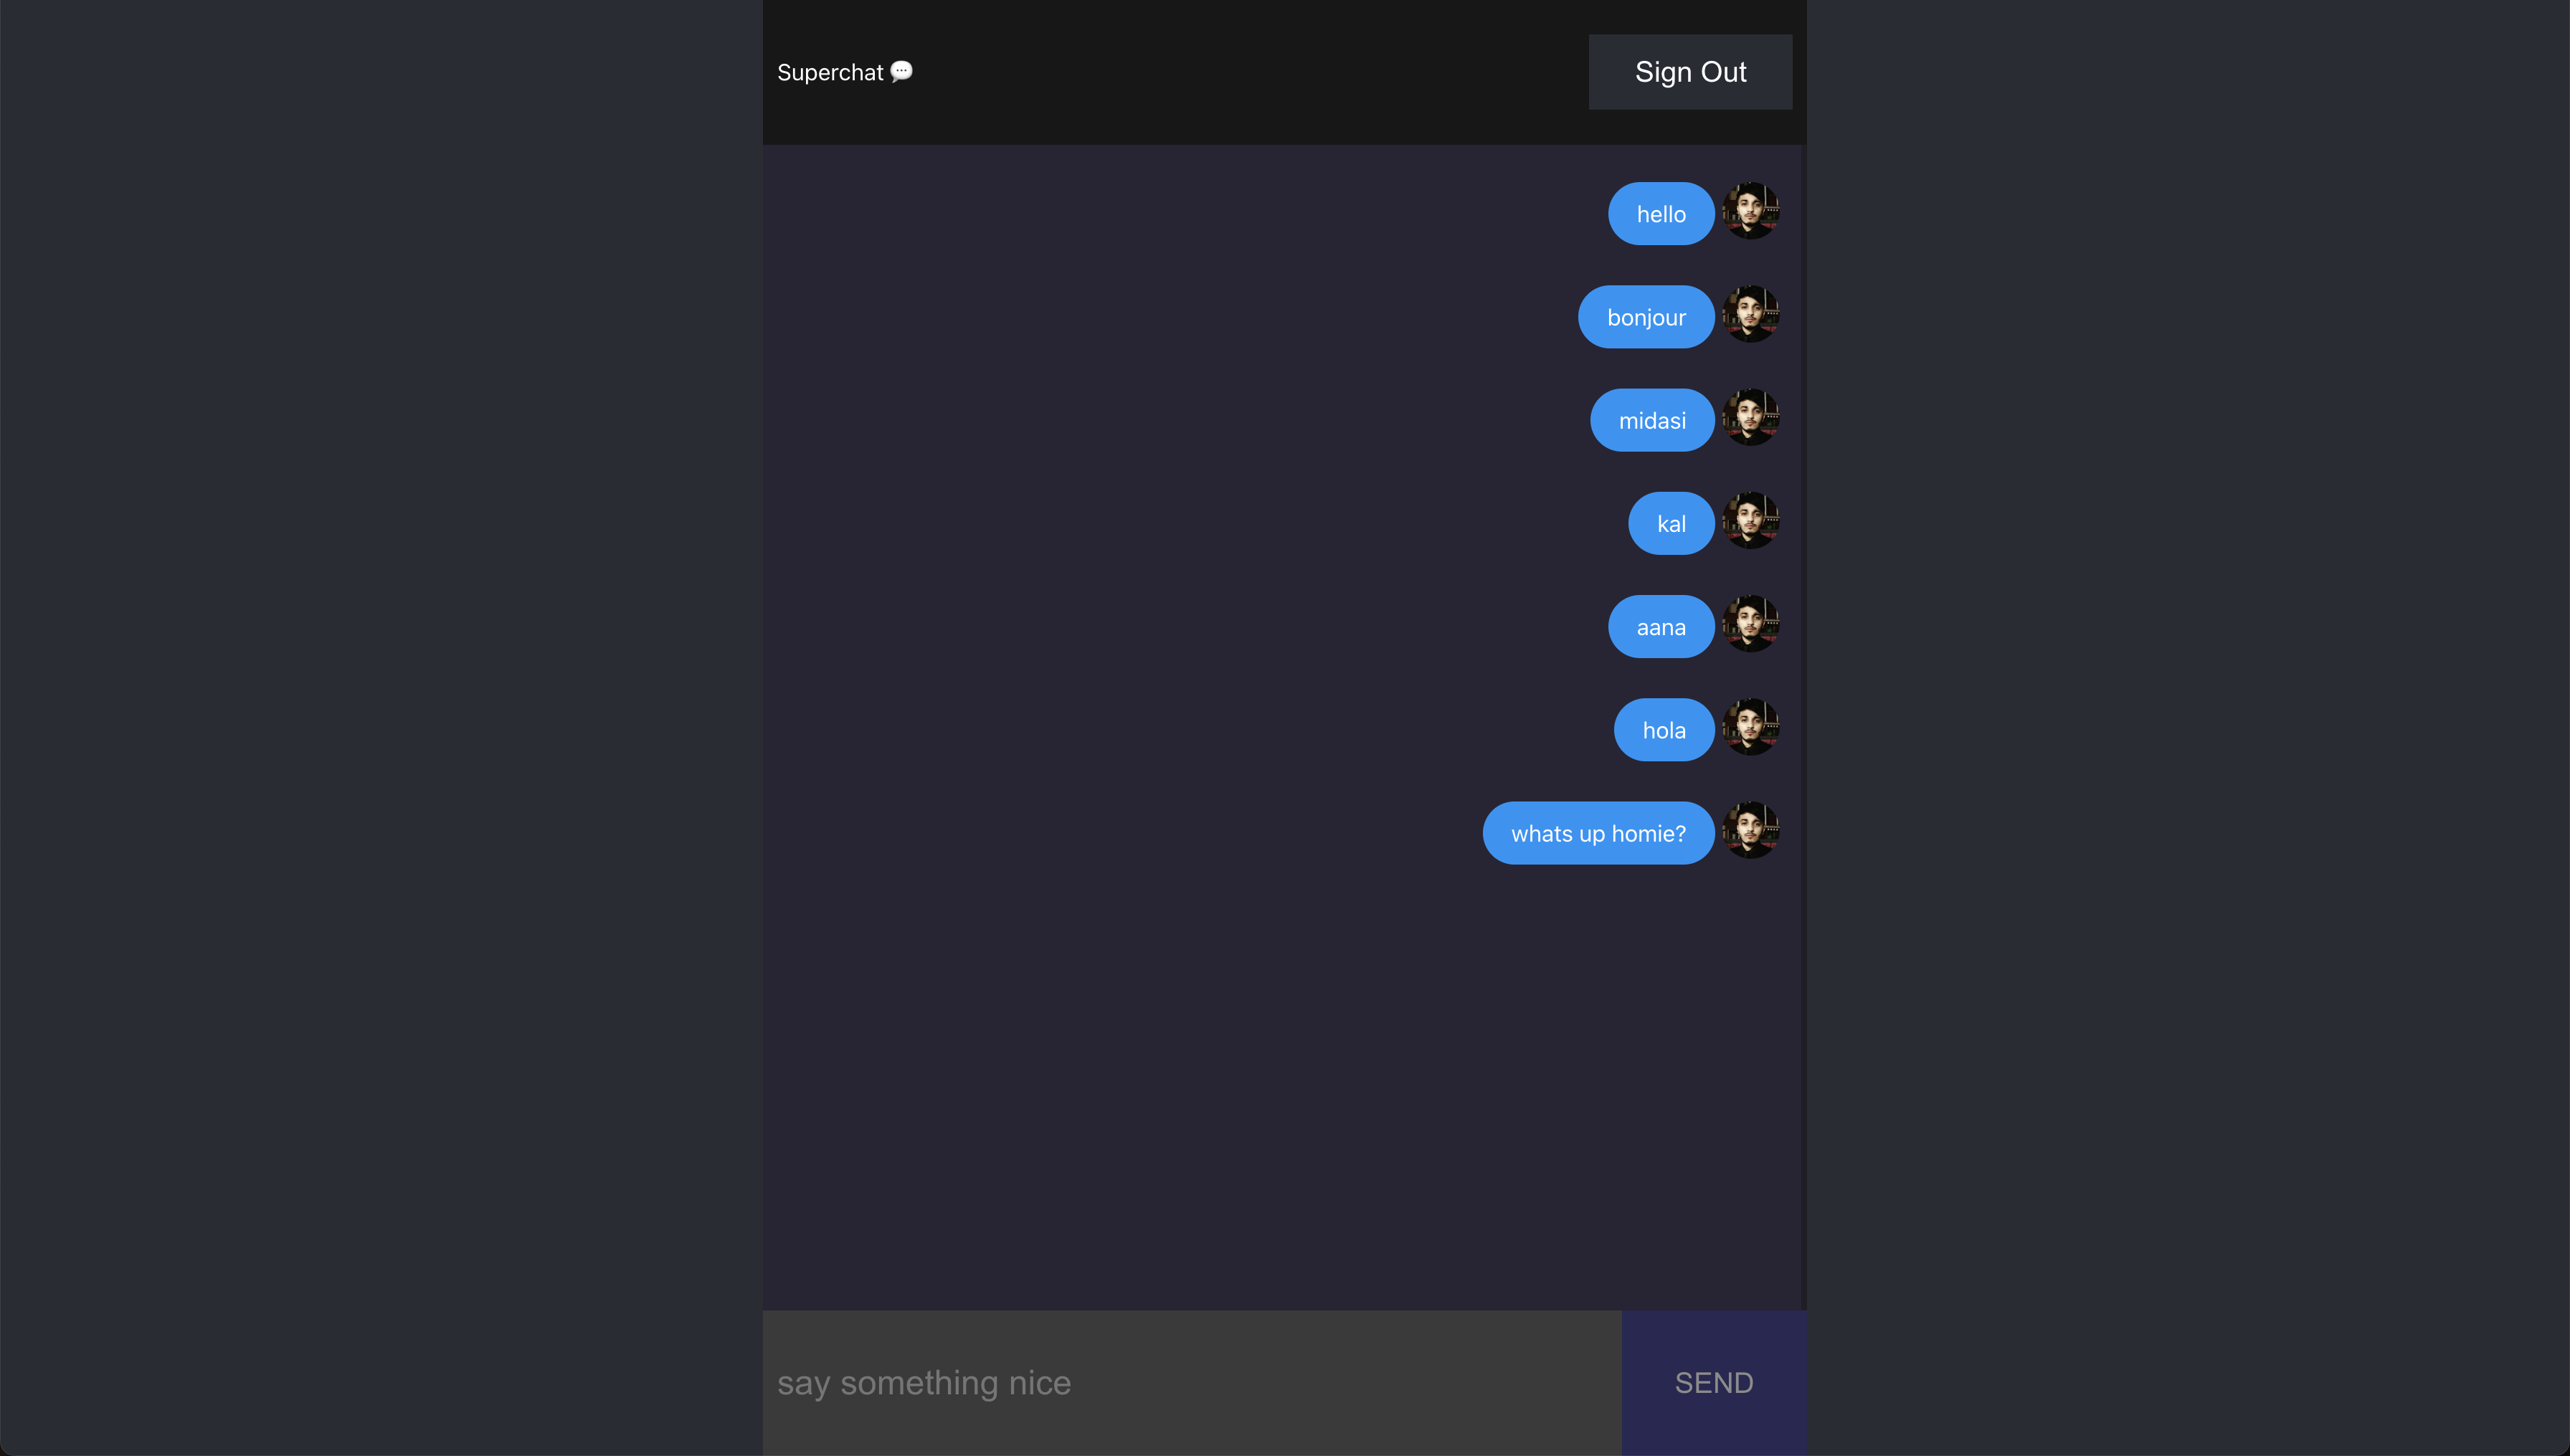 Superchat 💬
Sign Out
hello
bonjour
midasi
kal
aana
hola
whats up homie?
say something nice
SEND